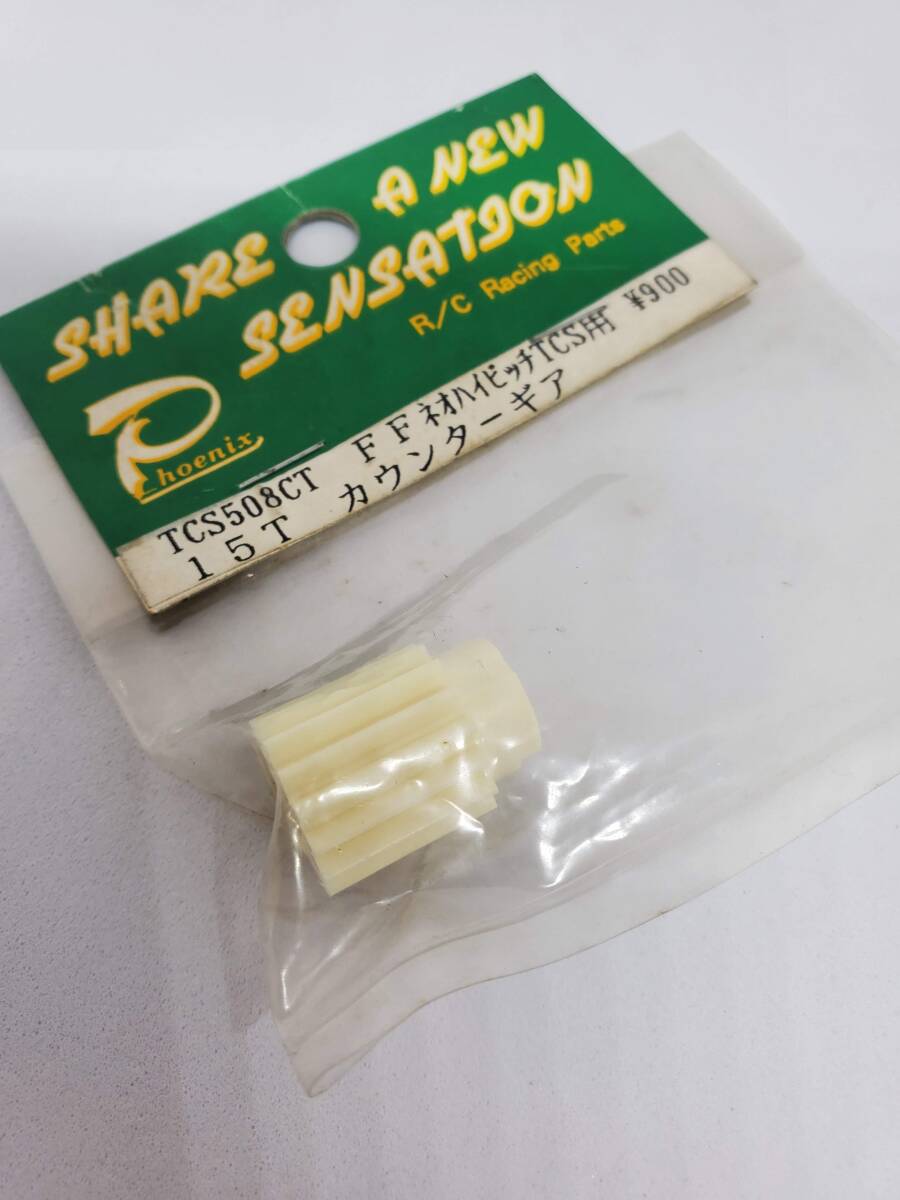 SHARE A NEW
SENSATION
R/C Racing Parts
Phoenix
TCS508CT FFネオハイピッチTCS用 ¥900
15T カウンターギア